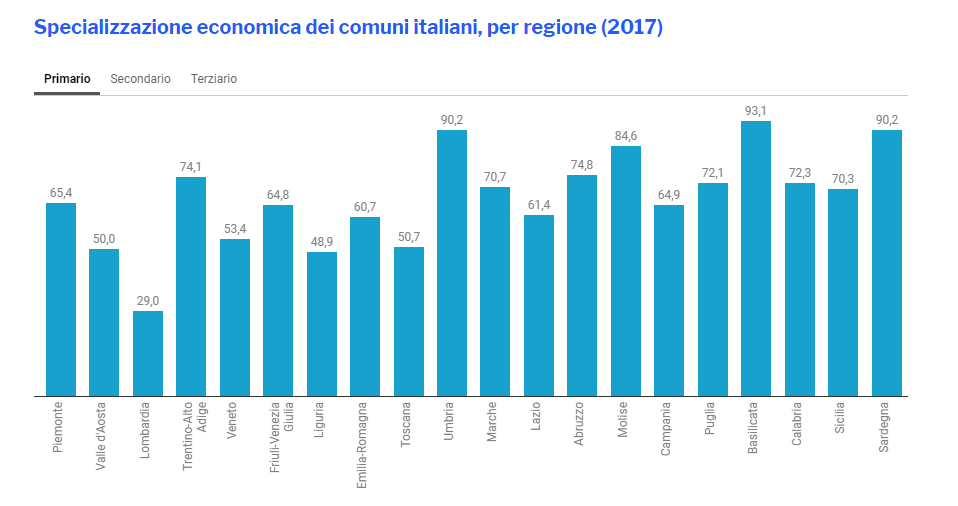 Specializzazione economica dei comuni italiani, per regione (2017)
Primario Secondario Terziario
65,4
50,0
29,0
74,1
53,4
64,8
48,9
60,7
50,7
90,2
70,7
61,4
74,8
84,6
64,9
72,1
93,1
72,3
70,3
90,2
Piemonte
Valle d'Aosta
Lombardia
Trentino-Alto
Adige
Veneto
Friuli-Venezia
Giulia
Liguria
Emilia-Romagna
Toscana
Umbria
Marche
Lazio
Abruzzo
Molise
Campania
Puglia
Basilicata
Calabria
Sicilia
Sardegna